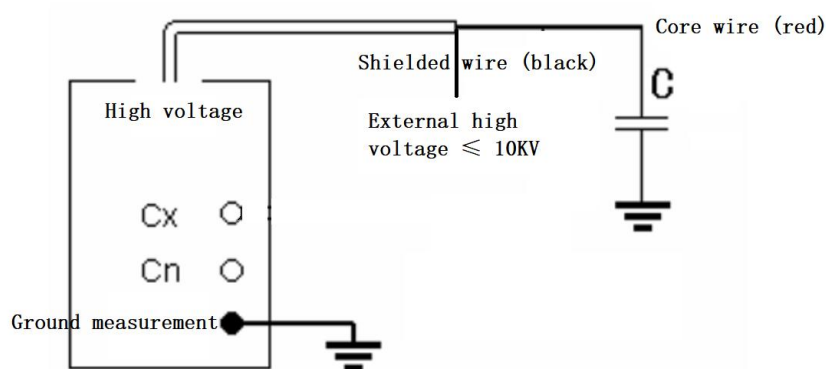 Core wire (red)
Shielded wire (black)
C
High voltage
External high
voltage ≤ 10KV
Cx
Cn
Ground measurement